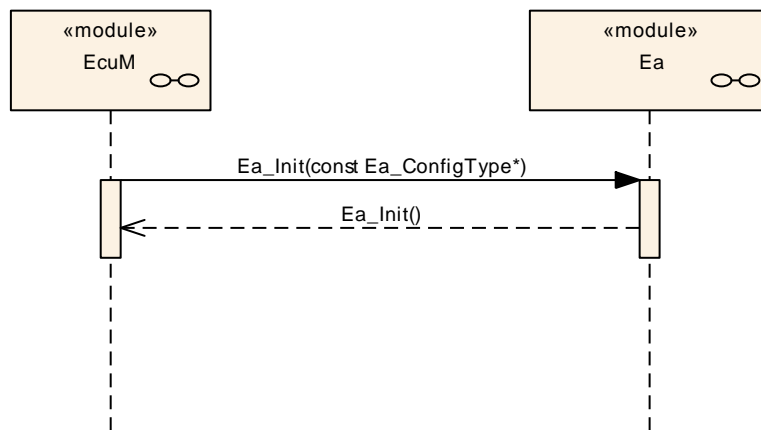 «module»
EcuM
«module»
Ea
Ea_Init(const Ea_ConfigType*)
Ea_Init()